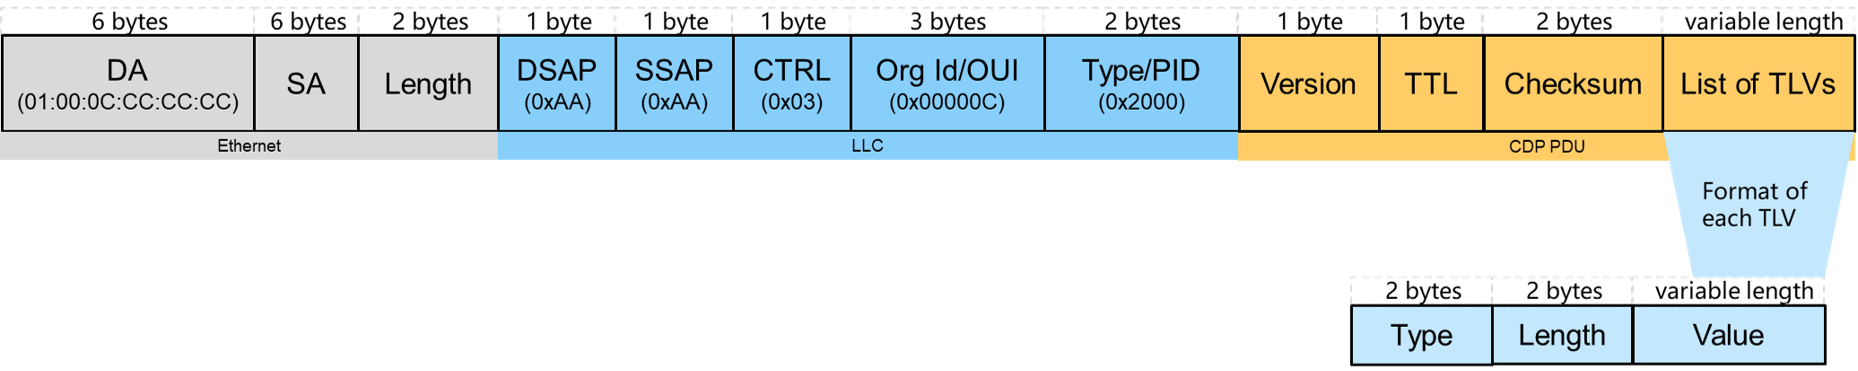 6 bytes 6 bytes 2 bytes 1 byte 1 byte 1 byte 3 bytes 2 bytes 1 byte 1 byte 2 bytes variable length
DA SA Length DSAP SSAP CTRL Org Id/OUI Type/PID Version TTL Checksum List of TLVs
(01:00:0C:CC:CC:CC) (0xAA) (0xAA) (0x03) (0x00000C) (0x2000)
Ethernet LLC CDP PDU
Format of
each TLV
2 bytes 2 bytes variable length
Type Length Value